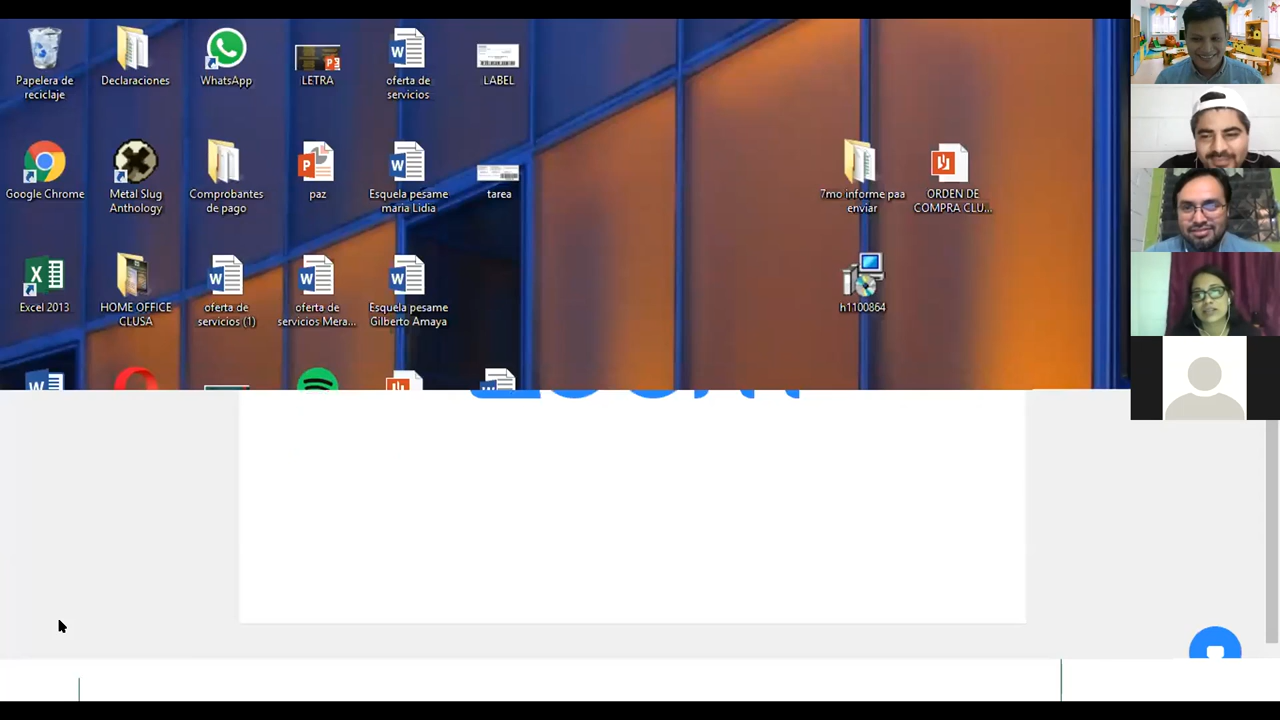 Papelera de
reciclaje
Declaraciones
WhatsApp
LETRA
oferta de
servicios
LABEL
Google Chrome
Metal Slug
Anthology
Comprobantes
de pago
paz
Esquela pesame
maria Lidia
tarea
7mo informe paa
enviar
ORDEN DE
COMPRA CLU...
Excel 2013
HOME OFFICE
CLUSA
oferta de
servicios (1)
oferta de
servicios Mera...
Esquela pesame
Gilberto Amaya
h1100864